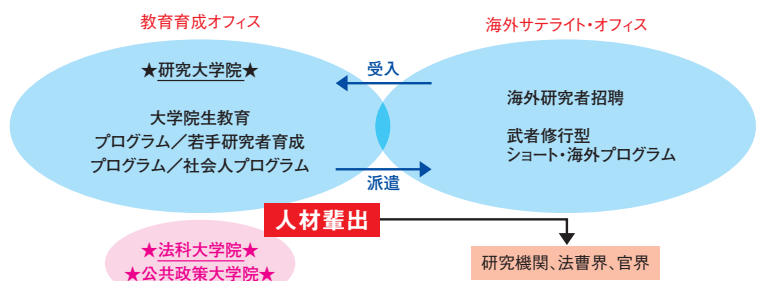 教育育成オフィス
海外サテライト・オフィス
★研究大学院★
受入
大学院生教育
プログラム／若手研究者育成
プログラム／社会人プログラム
海外研究者招聘
武者修行型
ショート・海外プログラム
派遣
人材輩出
★法科大学院★
★公共政策大学院★
研究機関、法曹界、官界